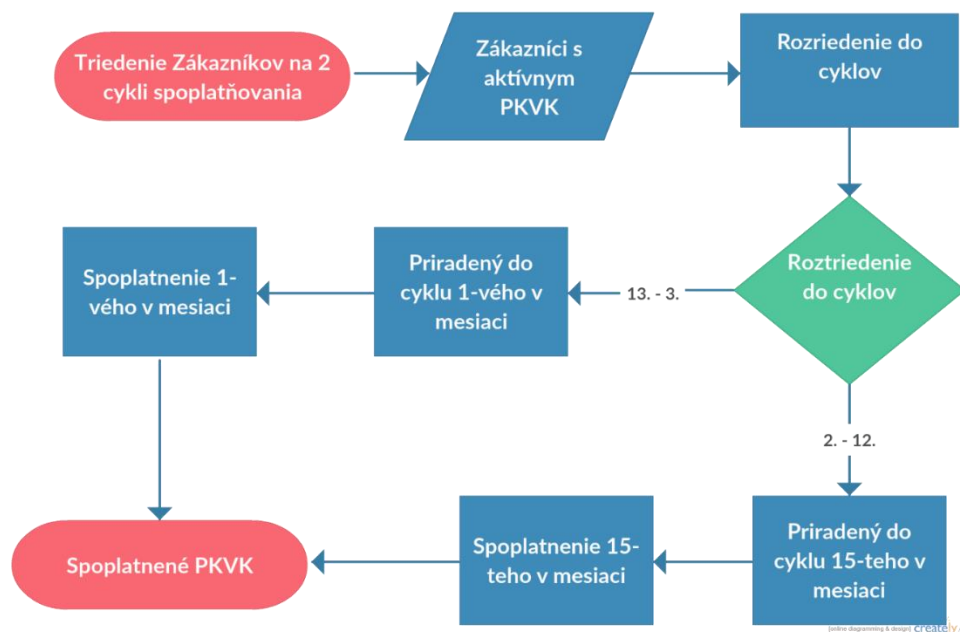 Triedenie Zákazníkov na 2
cykli spoplatňovania
Zákazníci s
aktívnym
PKVK
Rozriedenie do
cyklov
Roztriedenie
do cyklov
13. - 3.
Priradený do
cyklu 1-vého v
mesiaci
Spoplatnenie 1-
vého v mesiaci
2. - 12.
Priradený do
cyklu 15-teho v
mesiaci
Spoplatnenie 15-
teho v mesiaci
Spoplatnené PKVK
[online diagramming & design] creately